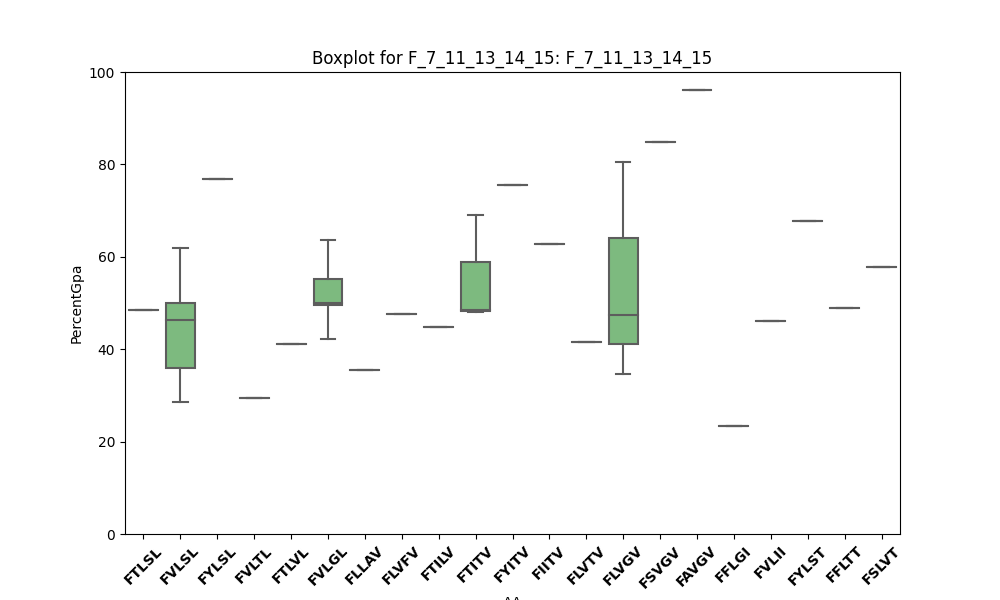 Boxplot for F_7_11_13_14_15: F_7_11_13_14_15
100
80
60
40
20
0
PercentGpa
FTLSL
FVLSL
FYLSL
FVLTL
FTLVL
FVLGL
FLLAV
FLVFV
FTILV
FTITV
FYITV
FIITV
FLVTV
FLVGV
FSVGV
FAVGV
FFLGI
FVLII
FYLST
FFLTT
FSLVT